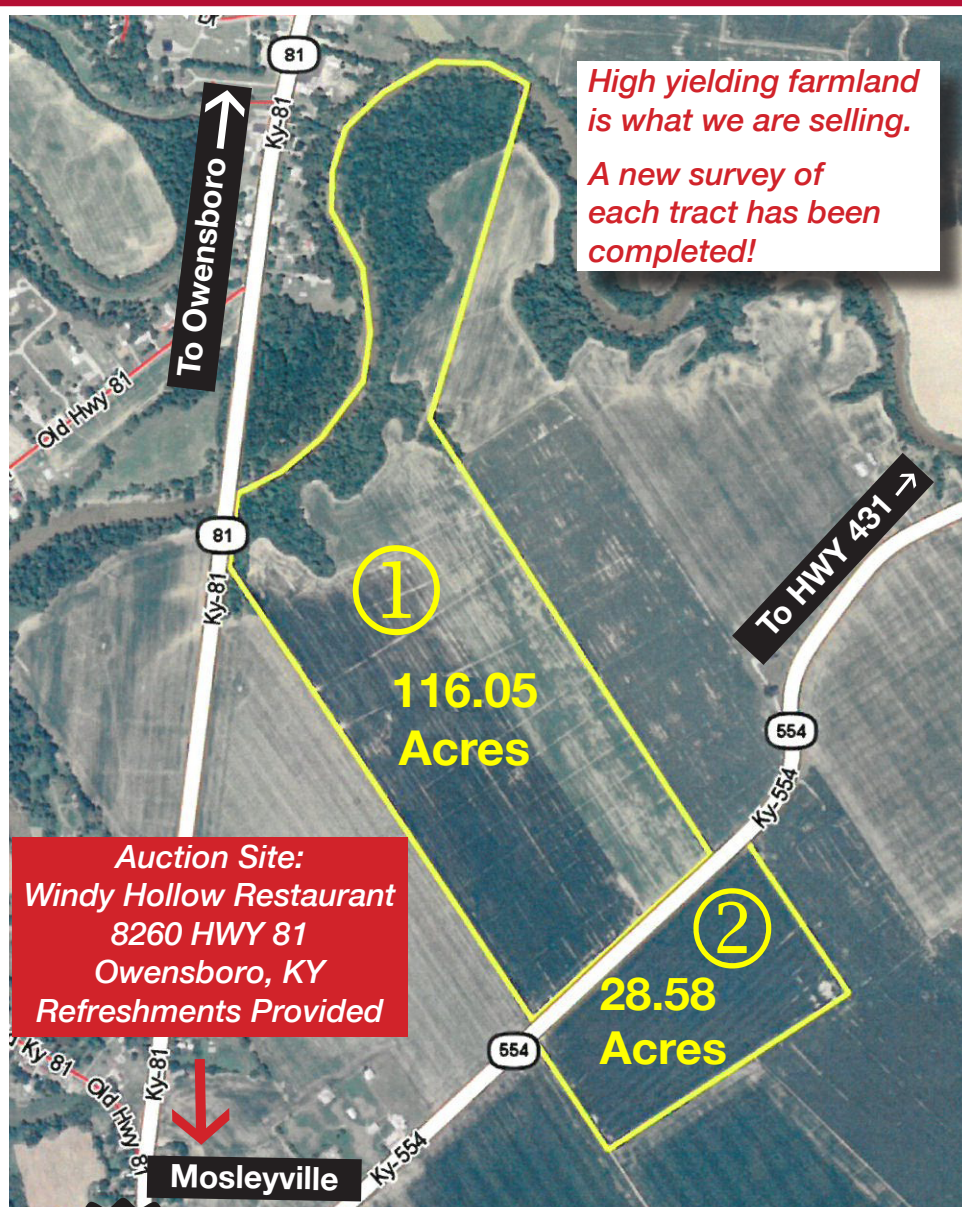 81
Ky-81
To Owensboro →
High yielding farmland
is what we are selling.
A new survey of
each tract has been
completed!
Old Hwy 81
81
Ky-81
To HWY 431 →
①
116.05
Acres
554
Ky-554
②
28.58
Acres
Auction Site:
Windy Hollow Restaurant
8260 HWY 81
Owensboro, KY
Refreshments Provided
554
Ky 81
Old Hwy 81
Ky-81
Ky-554
Mosleyville